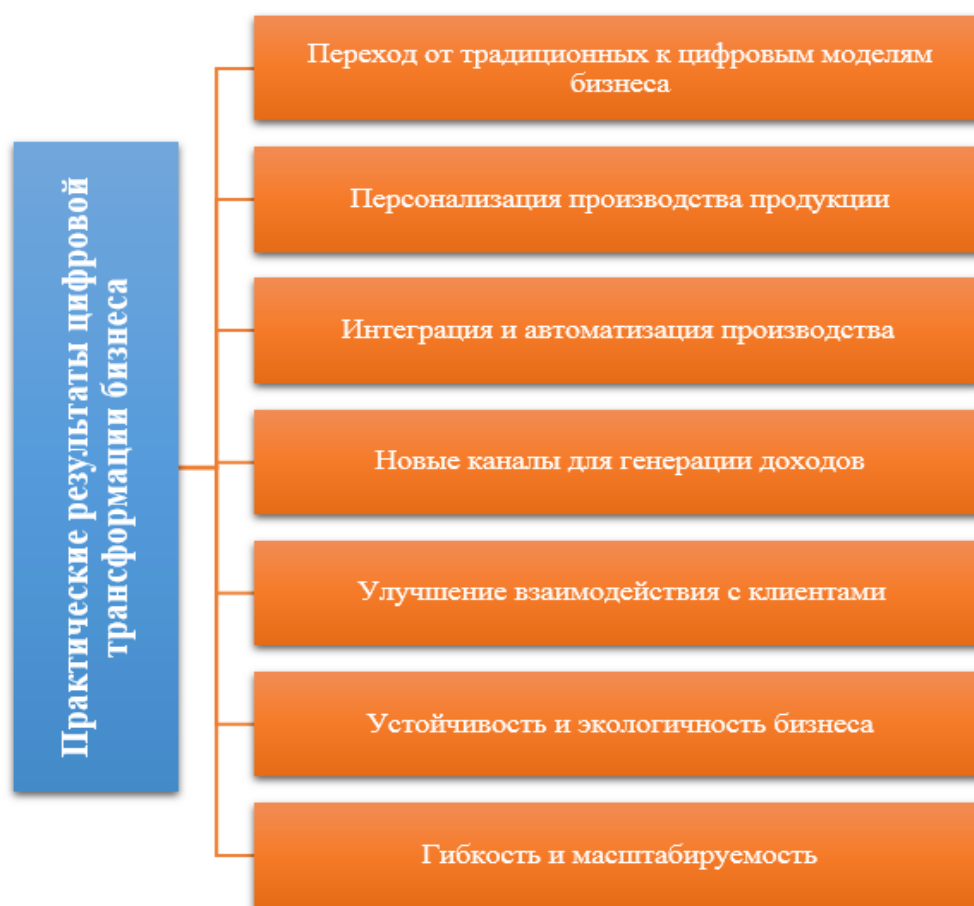 Практические результаты цифровой
трансформации бизнеса
Переход от традиционных к цифровым моделям
бизнеса
Персонализация производства продукции
Интеграция и автоматизация производства
Новые каналы для генерации доходов
Улучшение взаимодействия с клиентами
Устойчивость и экологичность бизнеса
Гибкость и масштабируемость